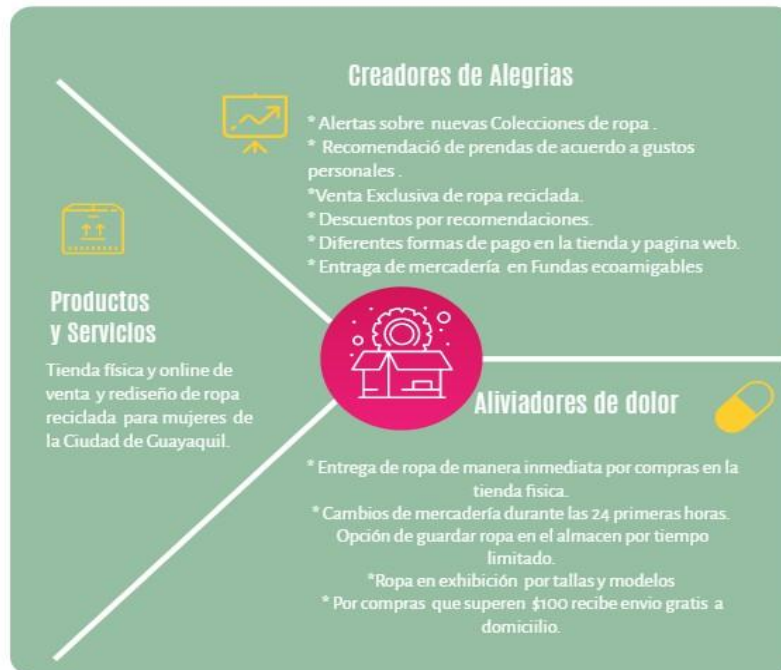 Creadores de Alegrias
* Alertas sobre nuevas Colecciones de ropa .
* Recomendació de prendas de acuerdo a gustos
personales .
*Venta Exclusiva de ropa reciclada.
* Descuentos por recomendaciones.
* Diferentes formas de pago en la tienda y pagina web.
* Entraga de mercadería en Fundas ecoamigables
Productos
y Servicios
Tienda física y online de
venta y rediseño de ropa
reciclada para mujeres de
la Ciudad de Guayaquil.
Aliviadores de dolor
* Entrega de ropa de manera inmediata por compras en la
tienda fisica.
* Cambios de mercadería durante las 24 primeras horas.
Opción de guardar ropa en el almacen por tiempo
limitado.
*Ropa en exhibición por tallas y modelos
* Por compras que superen $100 recibe envio gratis a
domiciilio.